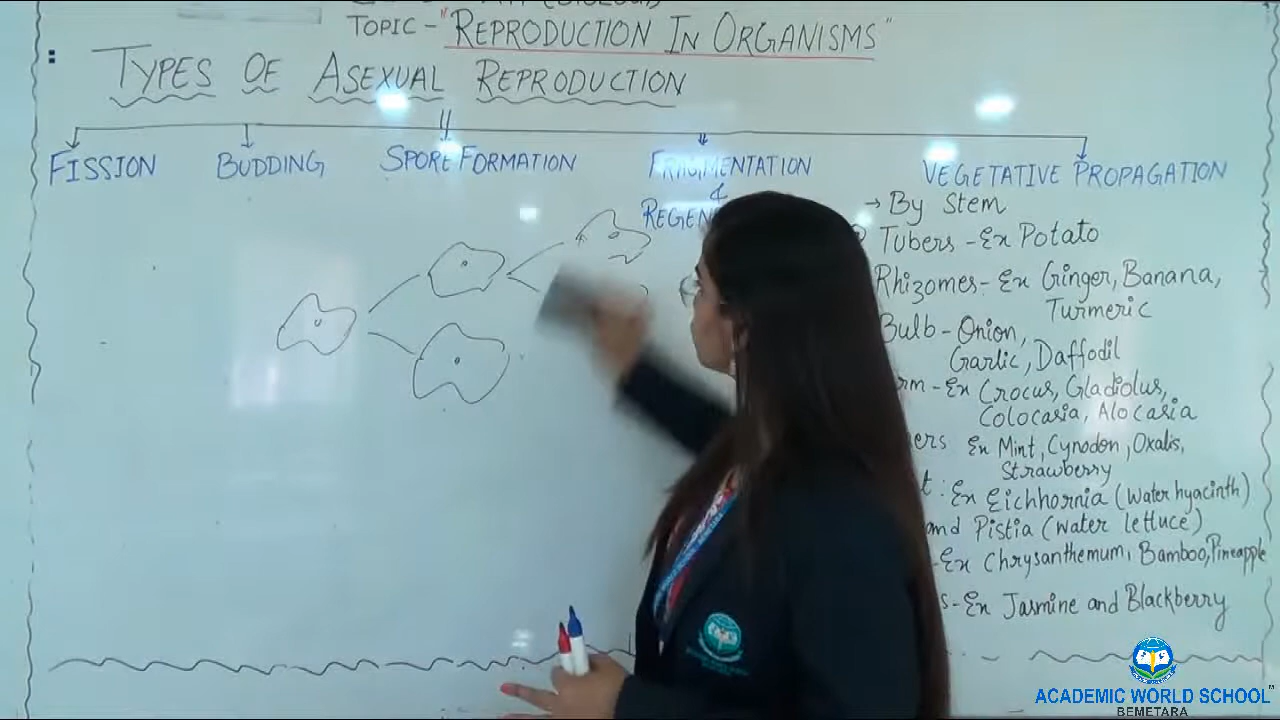 TOPIC - "REPRODUCTION IN ORGANISMS"
TYPES OF ASEXUAL REPRODUCTION
FISSION
BUDDING
SPORE FORMATION
FRAGMENTATION
&
VEGETATIVE PROPAGATION
→ By Stem
Tubers - Ex Potato
Rhizomes - Ex Ginger, Banana,
Turmeric
Bulb - Onion,
Garlic, Daffodil
Ex Crocus, Gladiolus,
Colocasia, Alocasia
Ex Mint, Cynodon, Oxalis,
Strawberry
: Ex Eichhornia (Water hyacinth)
and Pistia (water lettuce)
- Ex Chrysanthemum, Bamboo, Pineapple
- Ex Jasmine and Blackberry
ACADEMIC WORLD SCHOOL
BEMETARA